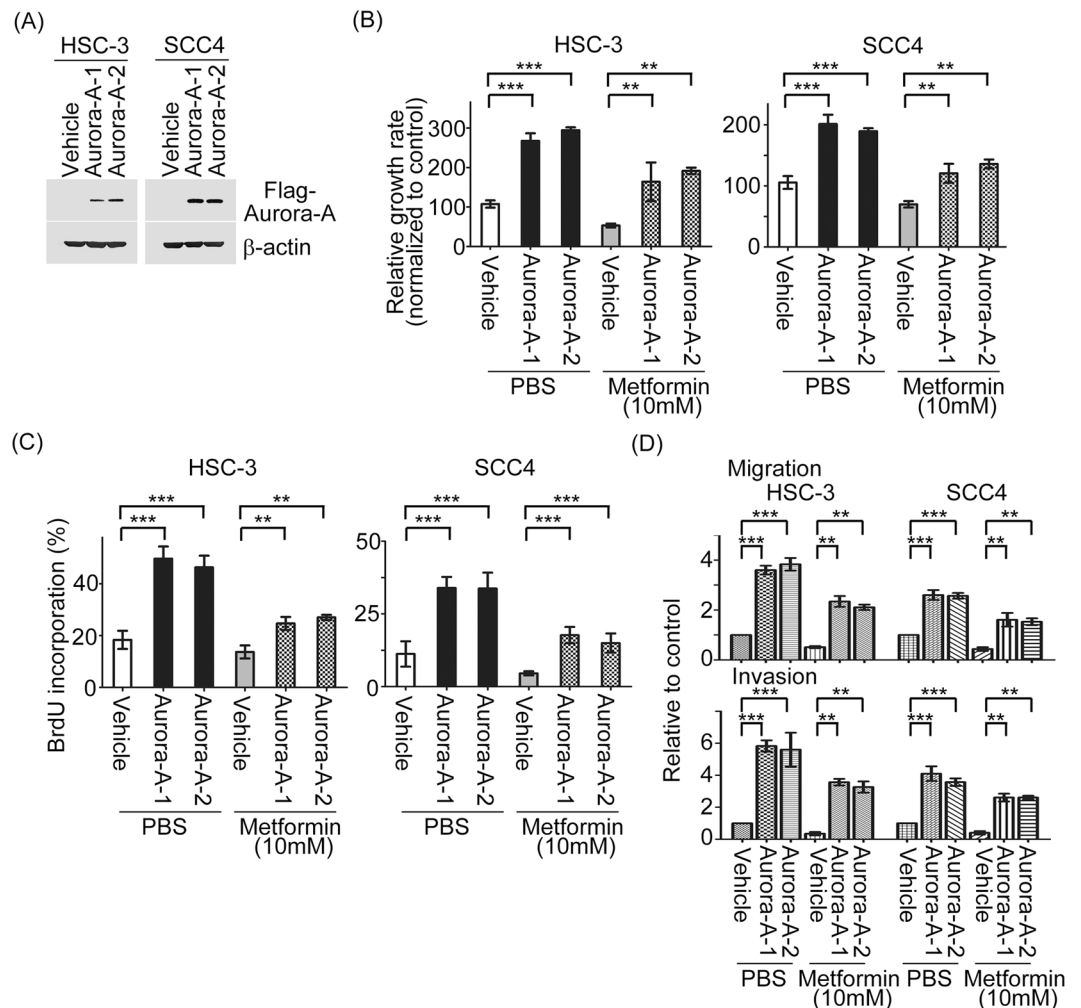 (A)
HSC-3 SCC4
Vehicle
Aurora-A-1
Aurora-A-2
Vehicle
Aurora-A-1
Aurora-A-2
Flag-
Aurora-A
β-actin
(B)
HSC-3
SCC4
*** ** *** **
*** ** *** **
Relative growth rate
(normalized to control)
300
200
100
0
200
100
0
Vehicle
Aurora-A-1
Aurora-A-2
Vehicle
Aurora-A-1
Aurora-A-2
PBS
Metformin
(10mM)
Vehicle
Aurora-A-1
Aurora-A-2
Vehicle
Aurora-A-1
Aurora-A-2
PBS
Metformin
(10mM)
(C)
HSC-3
SCC4
*** ** *** ***
*** ** *** ***
BrdU incorporation (%)
40
20
0
50
25
0
Vehicle
Aurora-A-1
Aurora-A-2
Vehicle
Aurora-A-1
Aurora-A-2
PBS
Metformin
(10mM)
Vehicle
Aurora-A-1
Aurora-A-2
Vehicle
Aurora-A-1
Aurora-A-2
PBS
Metformin
(10mM)
(D)
Migration
HSC-3 SCC4
*** ** *** **
*** ** *** **
Relative to control
4
2
0
Invasion
*** ** *** **
*** ** *** **
6
4
2
0
Vehicle
Aurora-A-1
Aurora-A-2
Vehicle
Aurora-A-1
Aurora-A-2
Vehicle
Aurora-A-1
Aurora-A-2
Vehicle
Aurora-A-1
Aurora-A-2
PBS
Metformin
(10mM)
PBS
Metformin
(10mM)